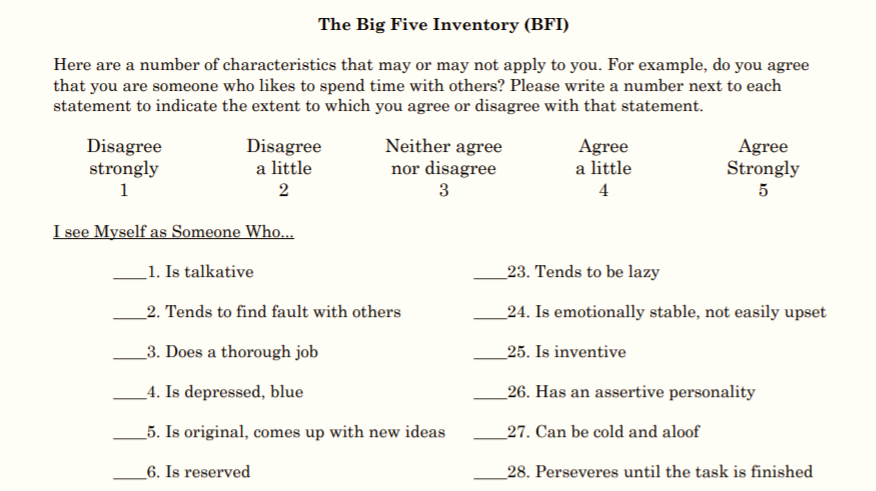 The Big Five Inventory (BFI)
Here are a number of characteristics that may or may not apply to you. For example, do you agree
that you are someone who likes to spend time with others? Please write a number next to each
statement to indicate the extent to which you agree or disagree with that statement.
Disagree Disagree Neither agree Agree Agree
strongly a little nor disagree a little Strongly
1 2 3 4 5
I see Myself as Someone Who...
____1. Is talkative ____23. Tends to be lazy
____2. Tends to find fault with others ____24. Is emotionally stable, not easily upset
____3. Does a thorough job ____25. Is inventive
____4. Is depressed, blue ____26. Has an assertive personality
____5. Is original, comes up with new ideas ____27. Can be cold and aloof
____6. Is reserved ____28. Perseveres until the task is finished